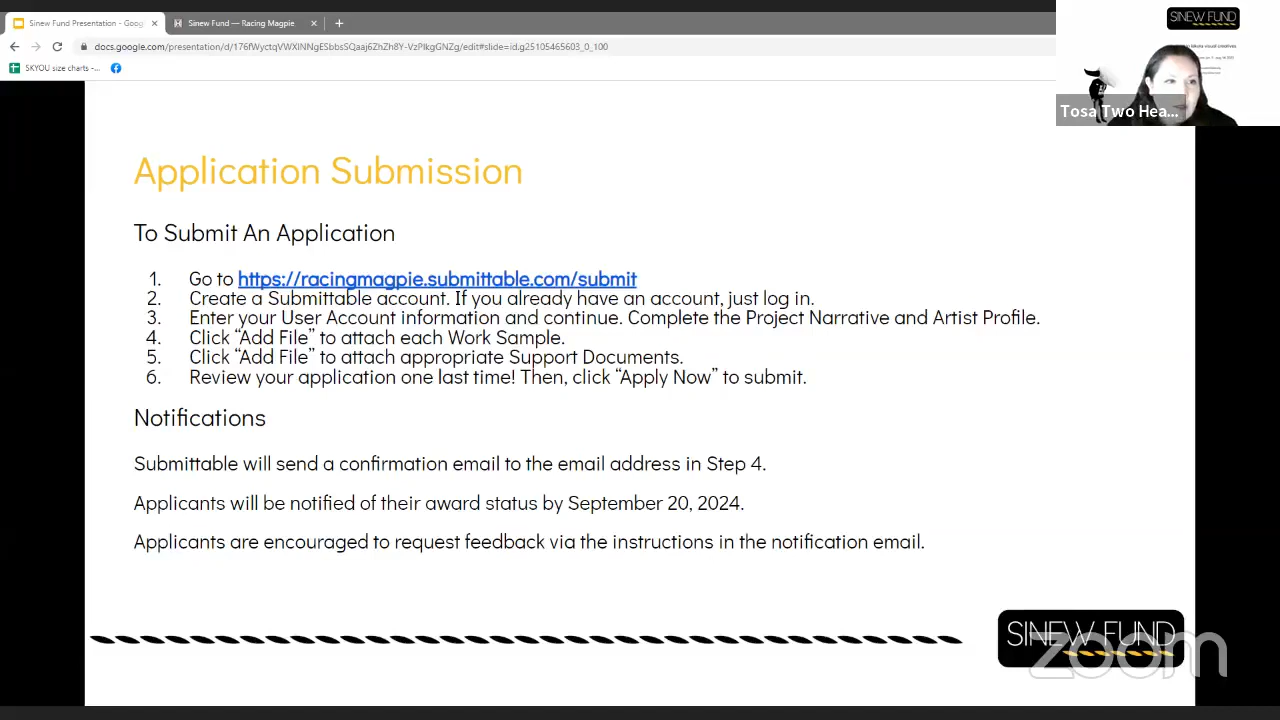 Sinew Fund Presentation - Goog
Sinew Fund — Racing Magpie
docs.google.com/presentation/d/176fWyctqVWXINNgESbbsSQaaj6ZhZh8Y-VzPIkgGNZg/edit#slide=id.g25105465603_0_100
SKYOU size charts -...
SINEW FUND
Tosa Two Hea...
Application Submission
To Submit An Application
1. Go to https://racingmagpie.submittable.com/submit
2. Create a Submittable account. If you already have an account, just log in.
3. Enter your User Account information and continue. Complete the Project Narrative and Artist Profile.
4. Click “Add File” to attach each Work Sample.
5. Click “Add File” to attach appropriate Support Documents.
6. Review your application one last time! Then, click “Apply Now” to submit.
Notifications
Submittable will send a confirmation email to the email address in Step 4.
Applicants will be notified of their award status by September 20, 2024.
Applicants are encouraged to request feedback via the instructions in the notification email.
SINEW FUND
zoom